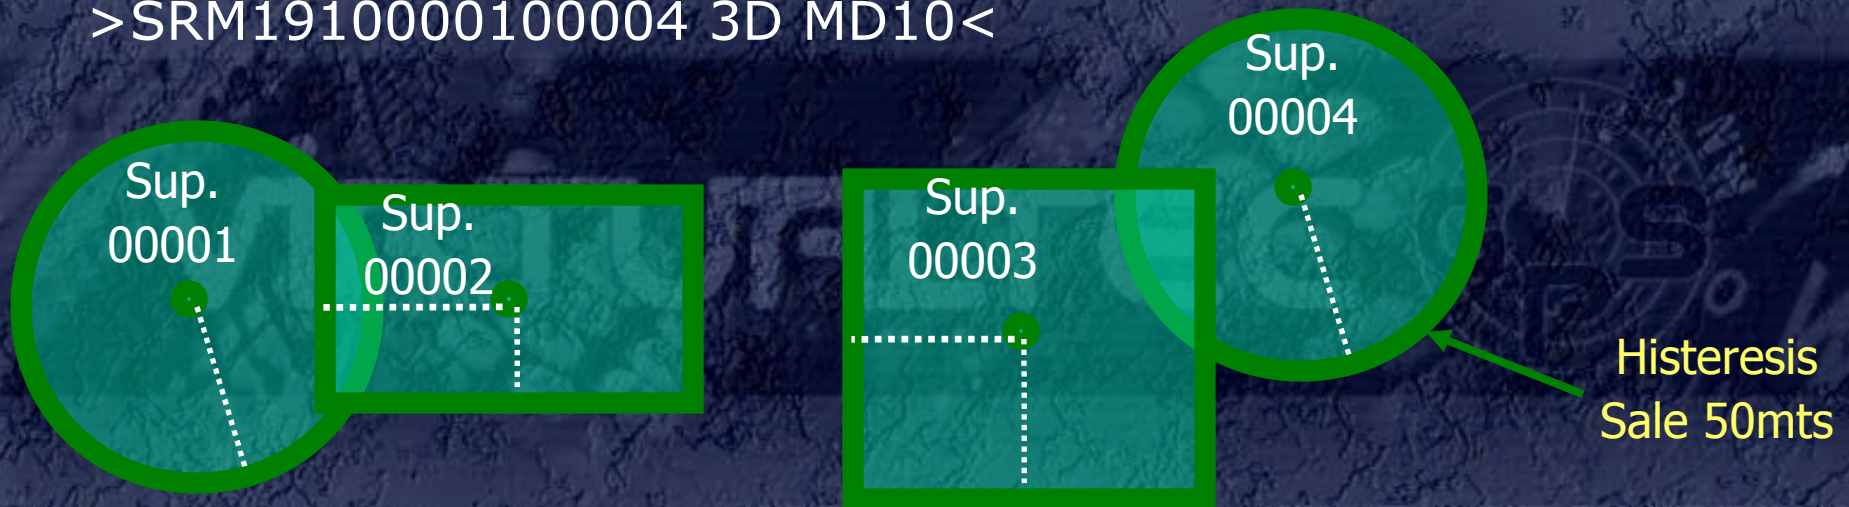 >SRM1910000100004 3D MD10<
Sup.
00001
Sup.
00002
Sup.
00003
Sup.
00004
Histeresis
Sale 50mts